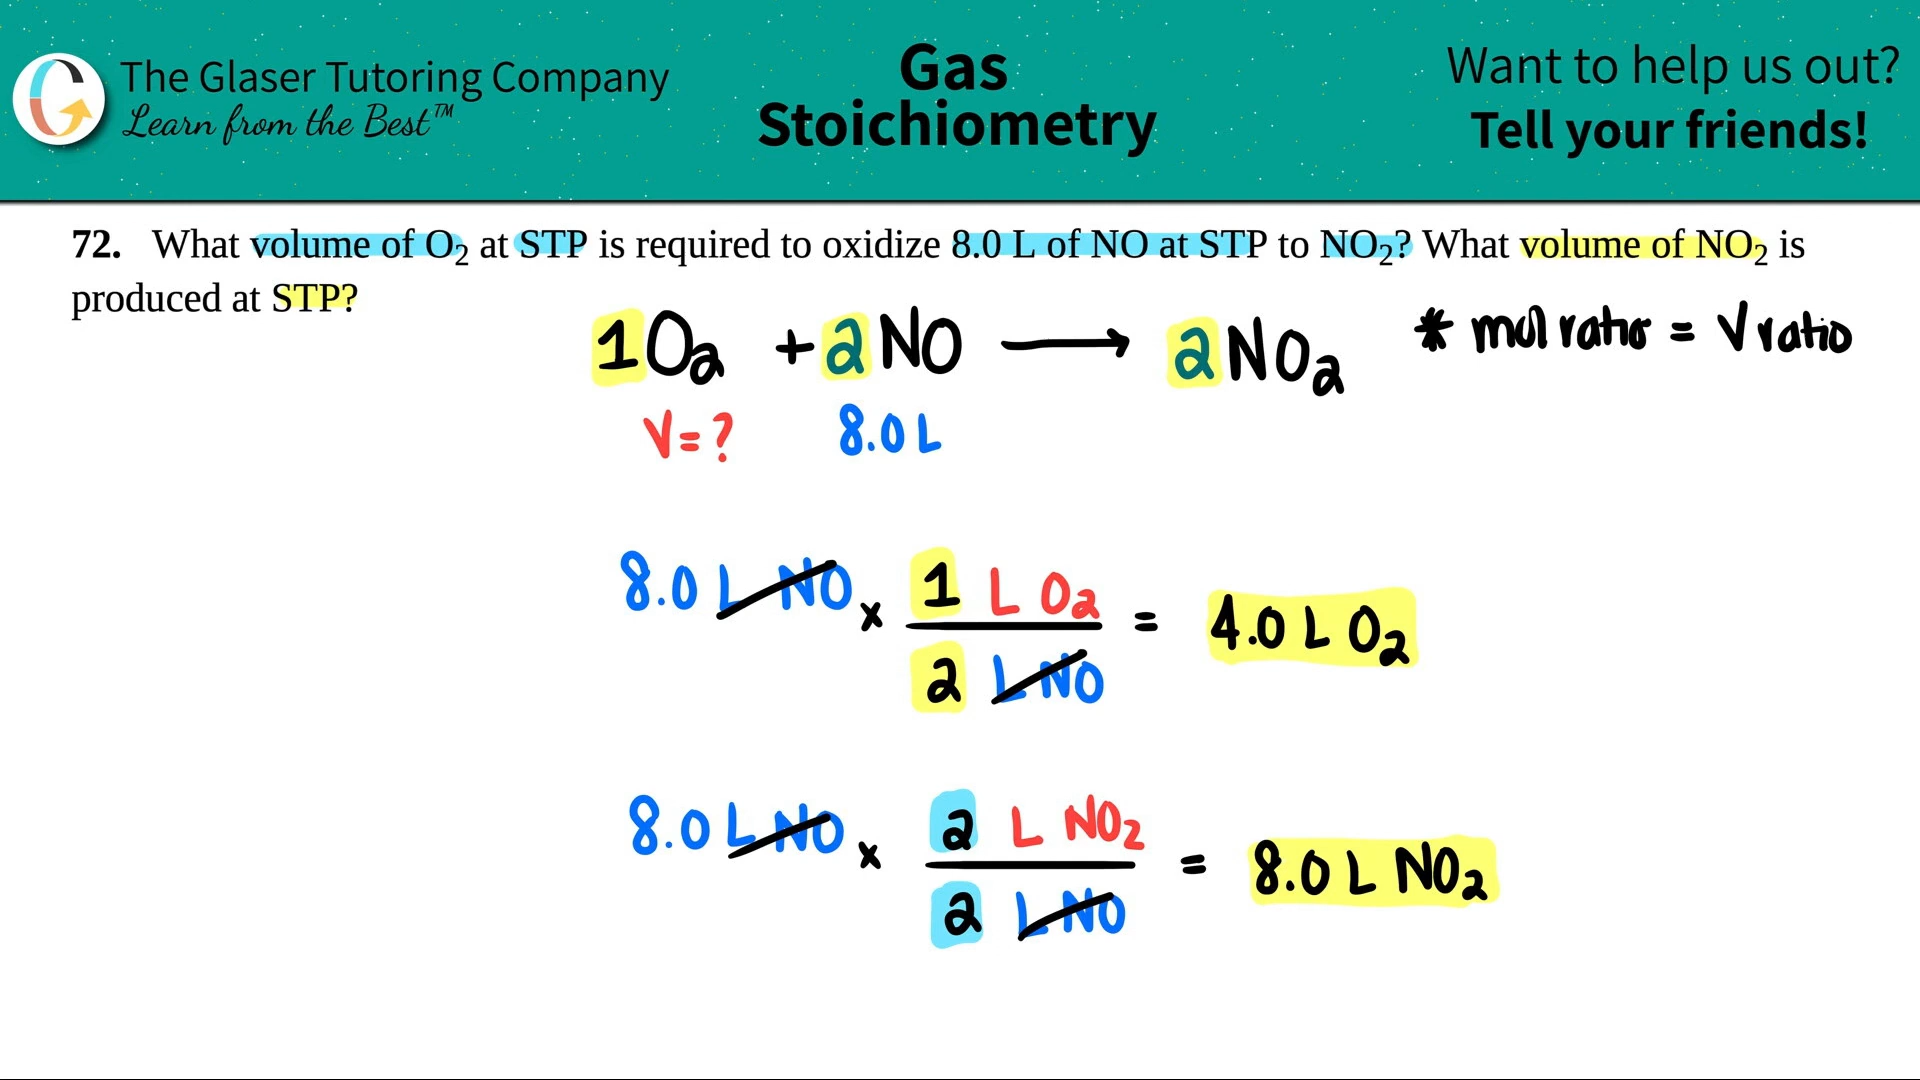 The Glaser Tutoring Company
Learn from the Best™
Gas
Stoichiometry
Want to help us out?
Tell your friends!
72. What volume of O₂ at STP is required to oxidize 8.0 L of NO at STP to NO₂? What volume of NO₂ is
produced at STP?
1O₂ + 2NO → 2NO₂
* mol ratio = V ratio
V=? 8.0 L
8.0 L NO x 1 L O₂ / 2 L NO = 4.0 L O₂
8.0 L NO x 2 L NO₂ / 2 L NO = 8.0 L NO₂